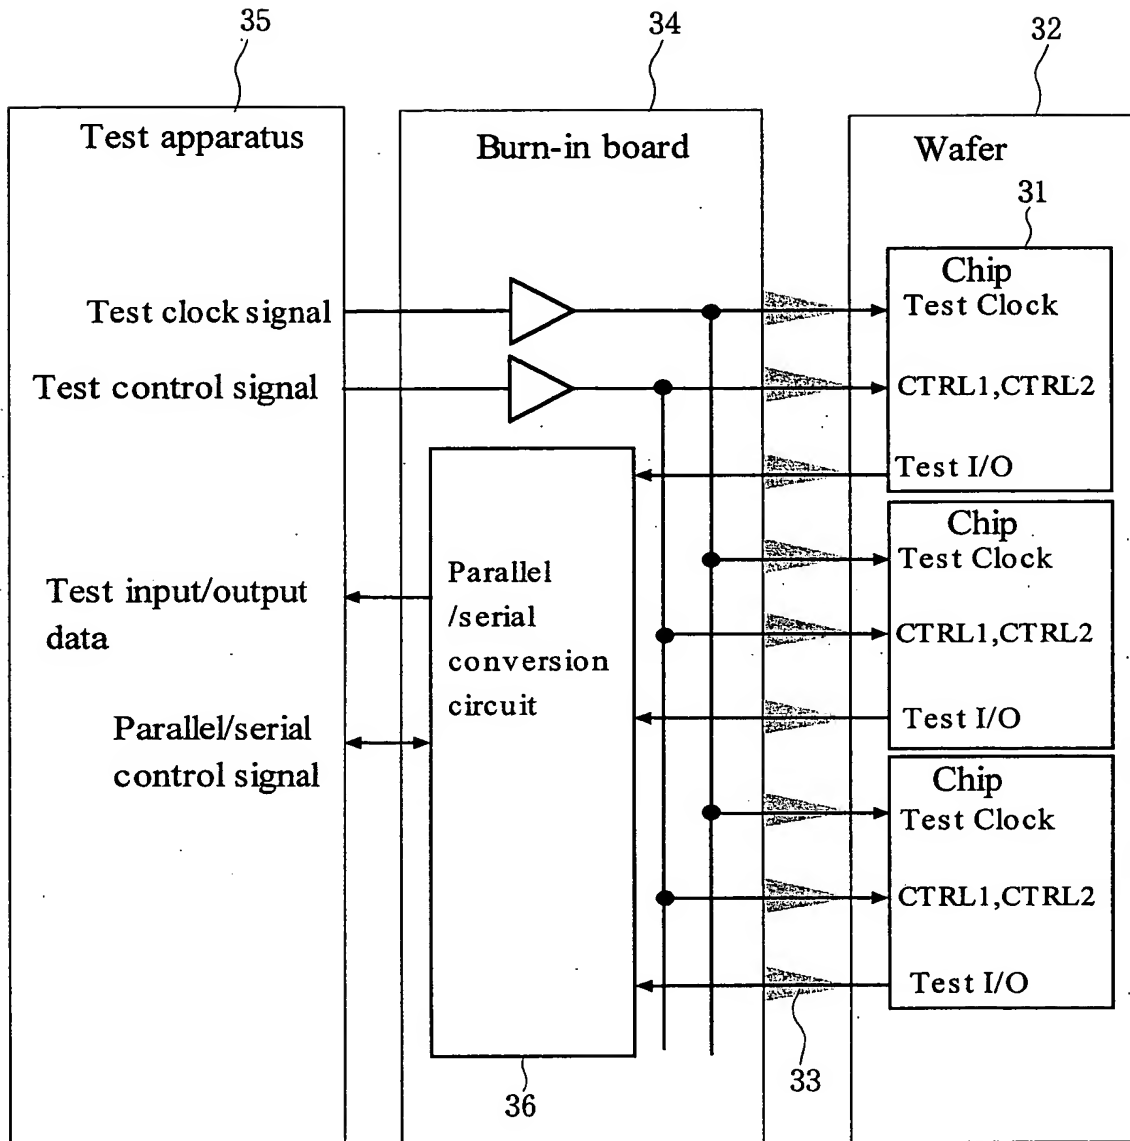 35
34
32
Test apparatus
Burn-in board
Wafer
31
Chip
Test Clock
CTRL1,CTRL2
Test I/O
Test clock signal
Test control signal
Chip
Test Clock
CTRL1,CTRL2
Test I/O
Parallel
/serial
conversion
circuit
Test input/output
data
Parallel/serial
control signal
Chip
Test Clock
CTRL1,CTRL2
Test I/O
33
36